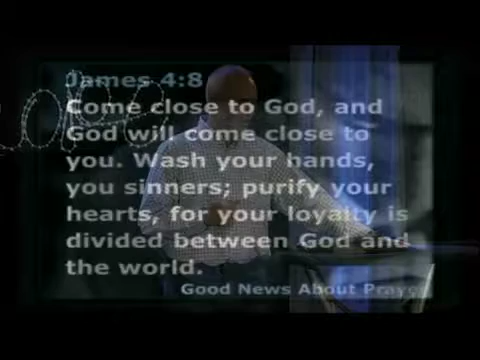 James 4:8
Come close to God, and
God will come close to
you. Wash your hands,
you sinners; purify your
hearts, for your loyalty is
divided between God and
the world.
Good News About Prayer